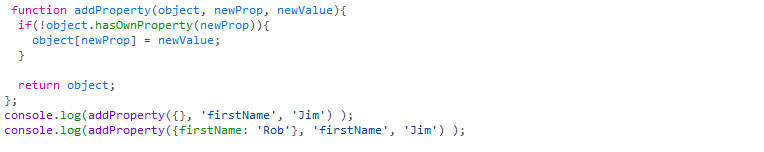 function addProperty(object, newProp, newValue){
if(!object.hasOwnProperty(newProp)){
object[newProp] = newValue;
}
return object;
};
console.log(addProperty({}, 'firstName', 'Jim') );
console.log(addProperty({firstName: 'Rob'}, 'firstName', 'Jim') );